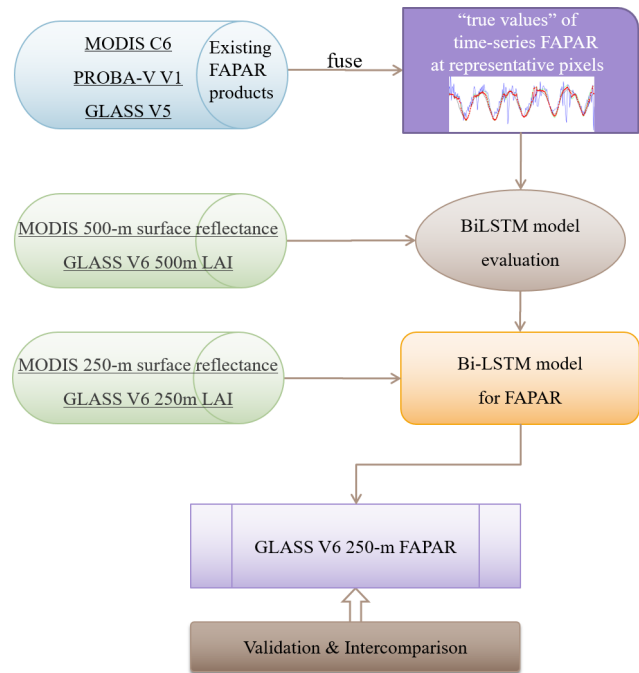 MODIS C6
PROBA-V V1
GLASS V5
Existing
FAPAR
products
fuse
“true values” of
time-series FAPAR
at representative pixels
MODIS 500-m surface reflectance
GLASS V6 500m LAI
BiLSTM model
evaluation
MODIS 250-m surface reflectance
GLASS V6 250m LAI
Bi-LSTM model
for FAPAR
GLASS V6 250-m FAPAR
Validation & Intercomparison